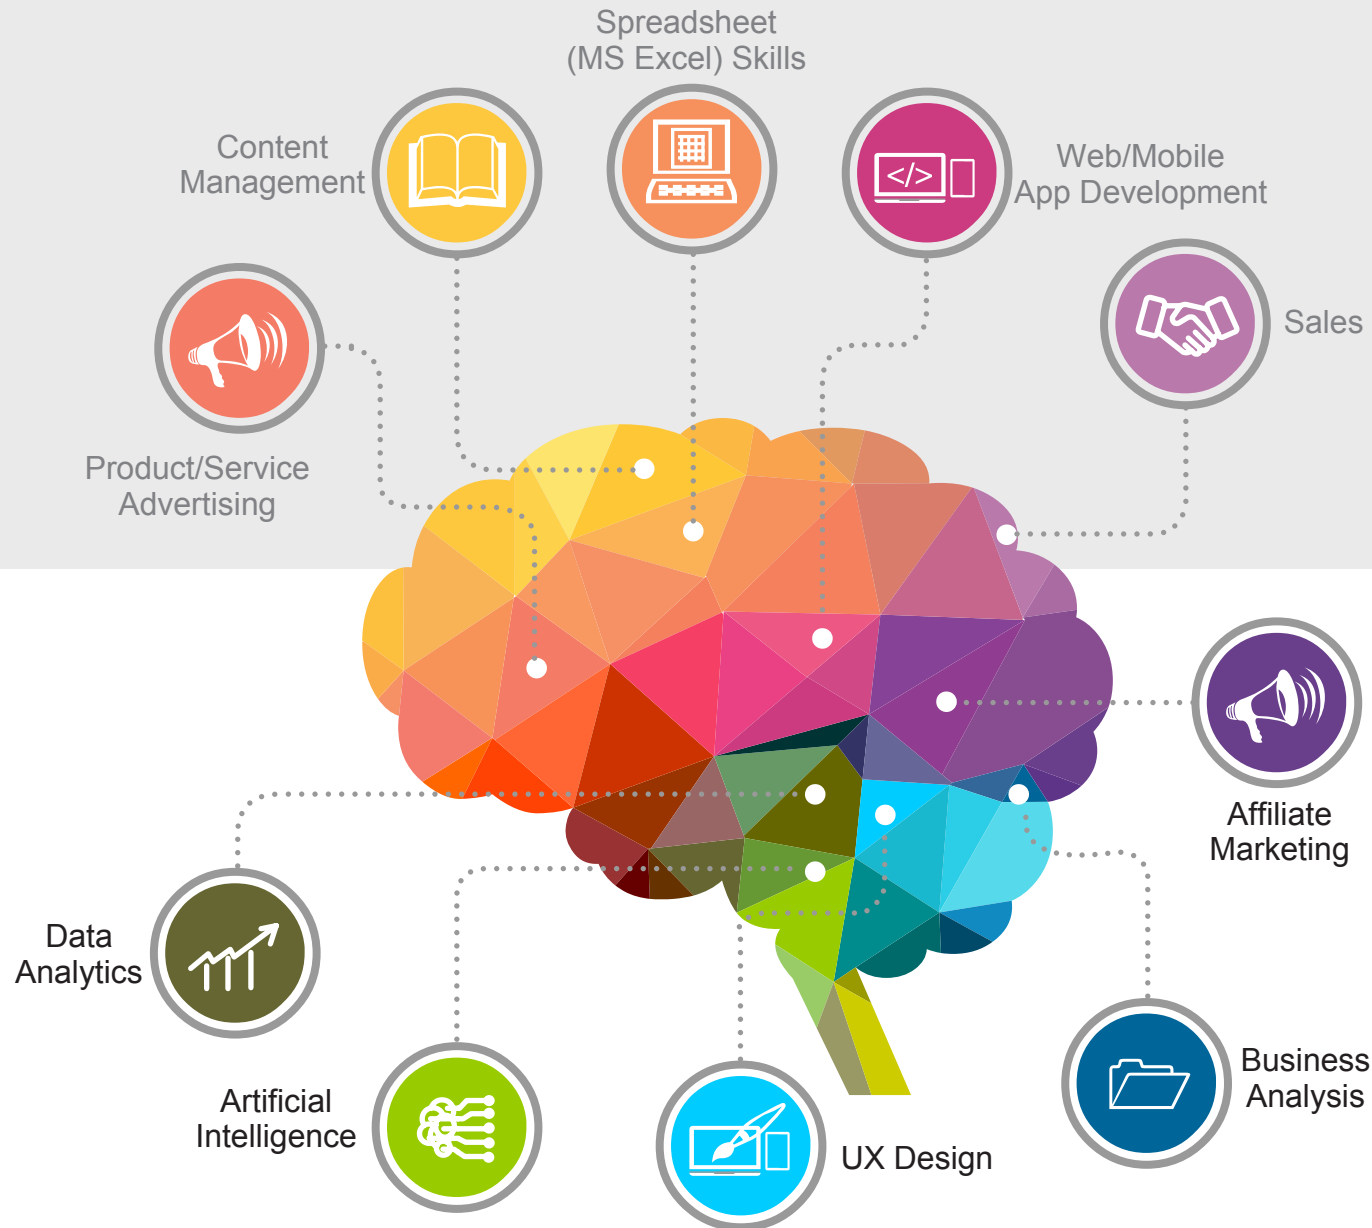 Spreadsheet
(MS Excel) Skills
Content
Management
</>
Web/Mobile
App Development
Sales
Product/Service
Advertising
Affiliate
Marketing
Data
Analytics
Artificial
Intelligence
UX Design
Business
Analysis